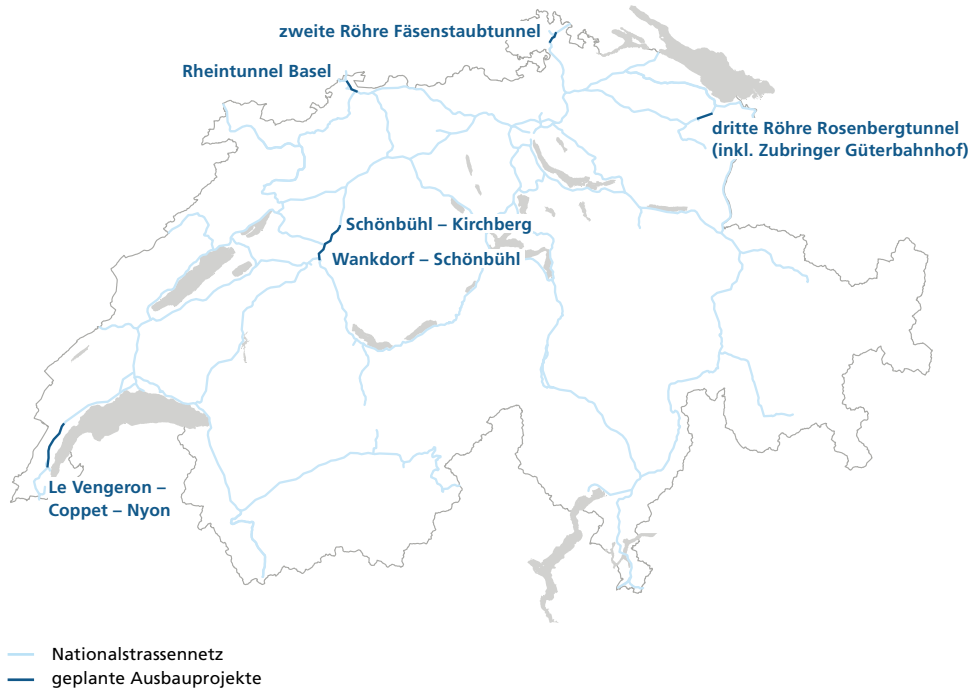 zweite Röhre Fäsenstaubtunnel
Rheintunnel Basel
dritte Röhre Rosenbergtunnel
(inkl. Zubringer Güterbahnhof)
Schönbühl – Kirchberg
Wankdorf – Schönbühl
Le Vengeron –
Coppet – Nyon
Nationalstrassennetz
geplante Ausbauprojekte